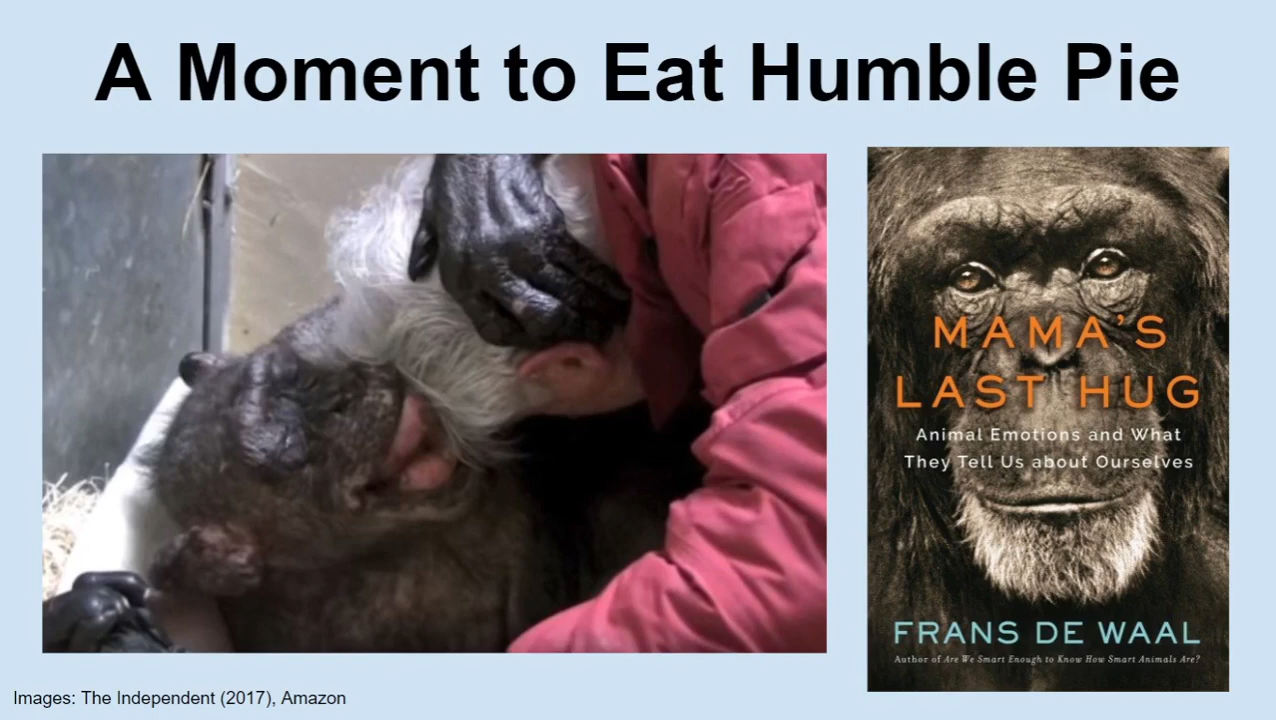 A Moment to Eat Humble Pie
MAMA'S
LAST HUG
Animal Emotions and What
They Tell Us about Ourselves
FRANS DE WAAL
Author of Are We Smart Enough to Know How Smart Animals Are?
Images: The Independent (2017), Amazon